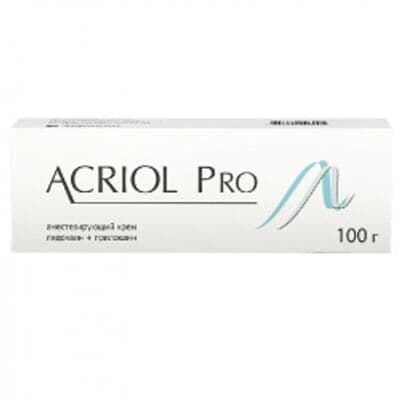 ACRIOL PRO
анестезирующий крем
лидокаин + прилокаин
100 г